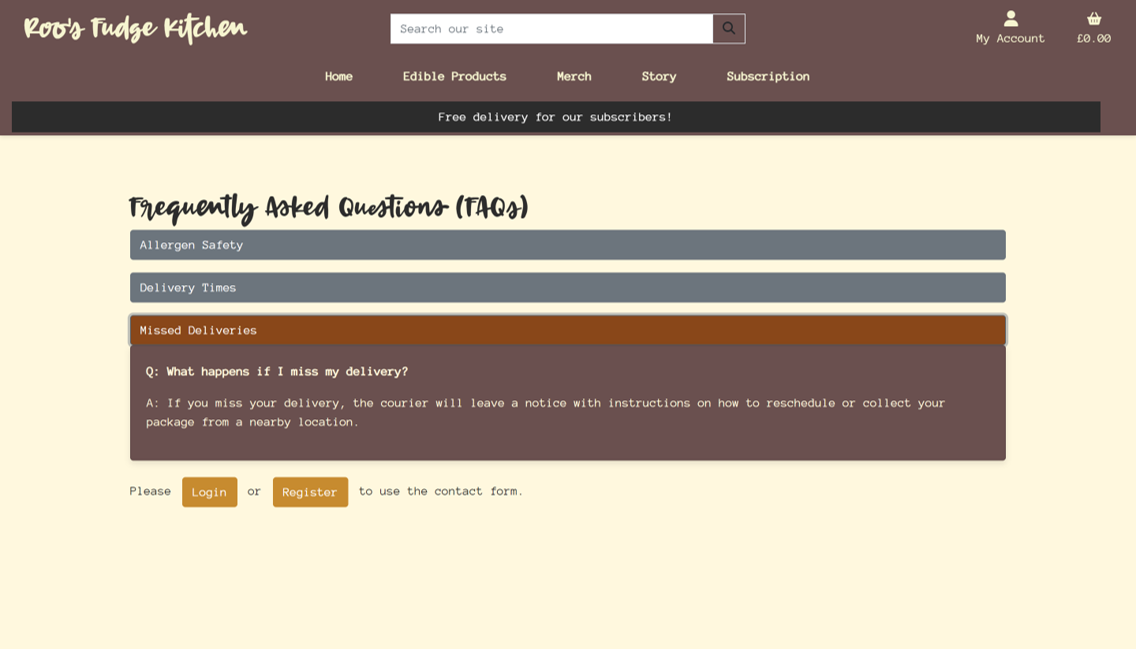 Roo's Fudge Kitchen
Search our site
My Account
£0.00
Home
Edible Products
Merch
Story
Subscription
Free delivery for our subscribers!
Frequently Asked Questions (FAQs)
Allergen Safety
Delivery Times
Missed Deliveries
Q: What happens if I miss my delivery?
A: If you miss your delivery, the courier will leave a notice with instructions on how to reschedule or collect your
package from a nearby location.
Please Login or Register to use the contact form.